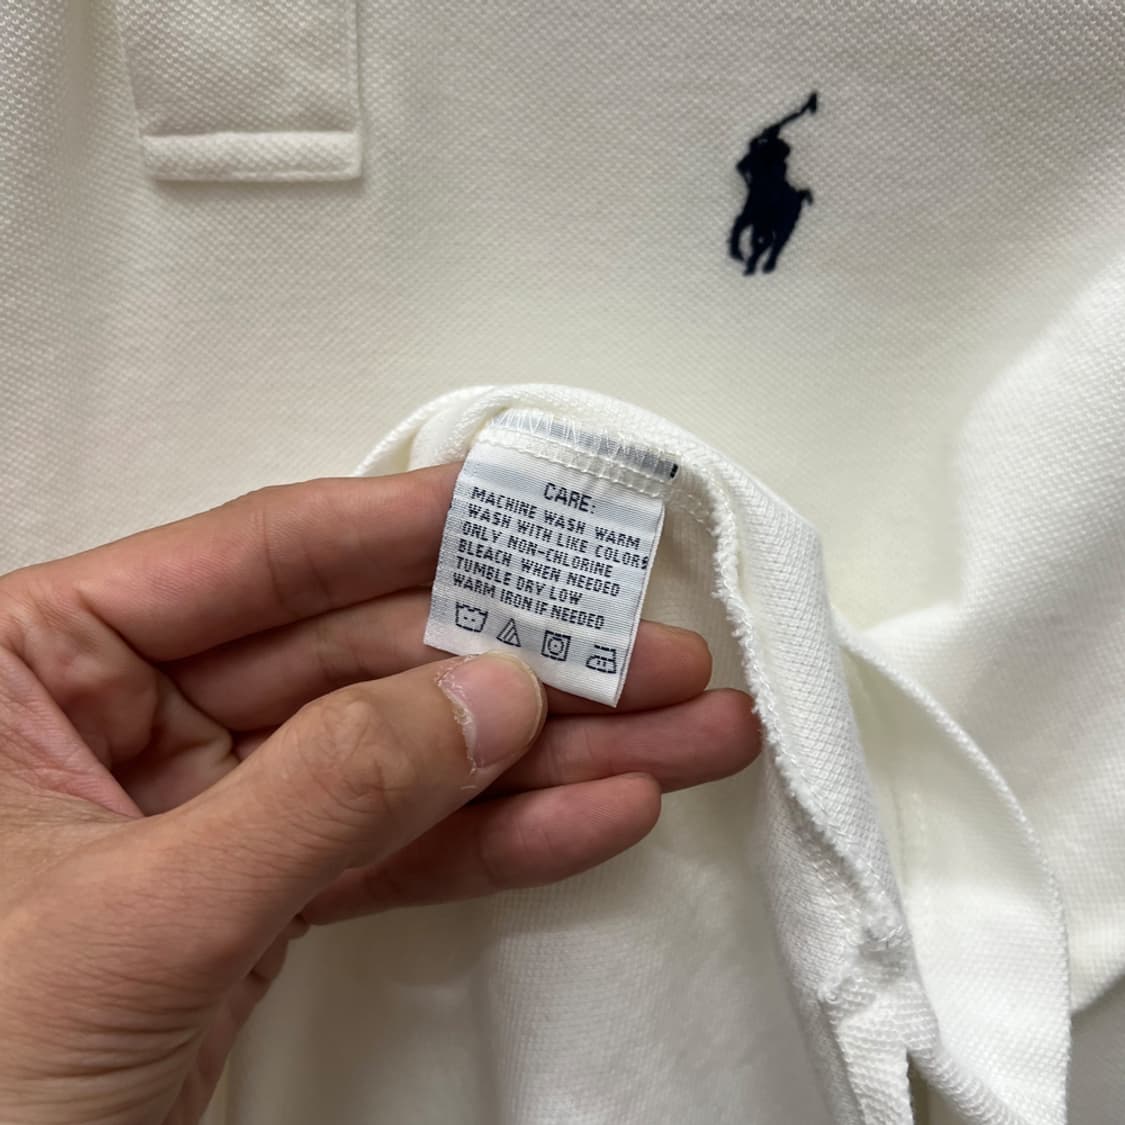 CARE:
MACHINE WASH WARM
WASH WITH LIKE COLORS
ONLY NON-CHLORINE
BLEACH WHEN NEEDED
TUMBLE DRY LOW
WARM IRON IF NEEDED